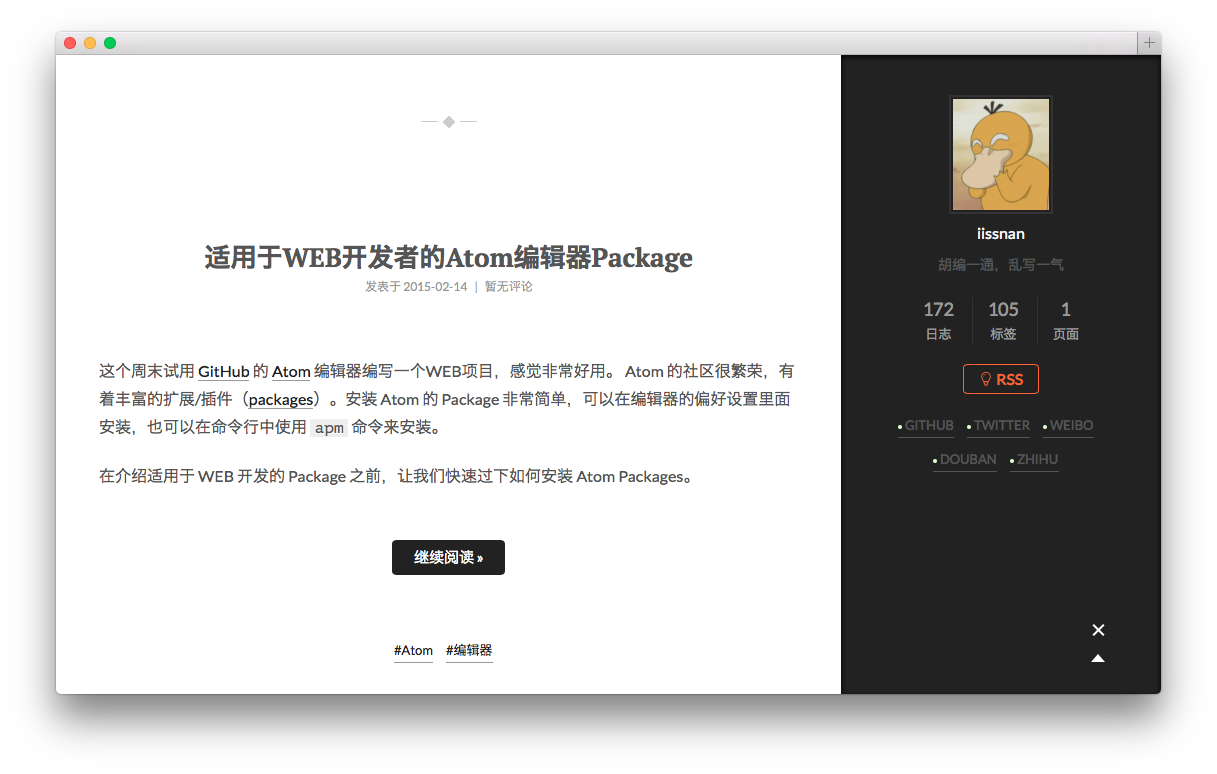 适用于WEB开发者的Atom编辑器Package
发表于 2015-02-14 | 暂无评论
这个周末试用 GitHub 的 Atom 编辑器编写一个WEB项目，感觉非常好用。 Atom 的社区很繁荣，有
着丰富的扩展/插件（packages）。安装 Atom 的 Package 非常简单，可以在编辑器的偏好设置里面
安装，也可以在命令行中使用 apm 命令来安装。
在介绍适用于 WEB 开发的 Package 之前，让我们快速过下如何安装 Atom Packages。
继续阅读 »
#Atom #编辑器
iissnan
胡编一通，乱写一气
172 105 1
日志 标签 页面
RSS
GITHUB TWITTER WEIBO
DOUBAN ZHIHU